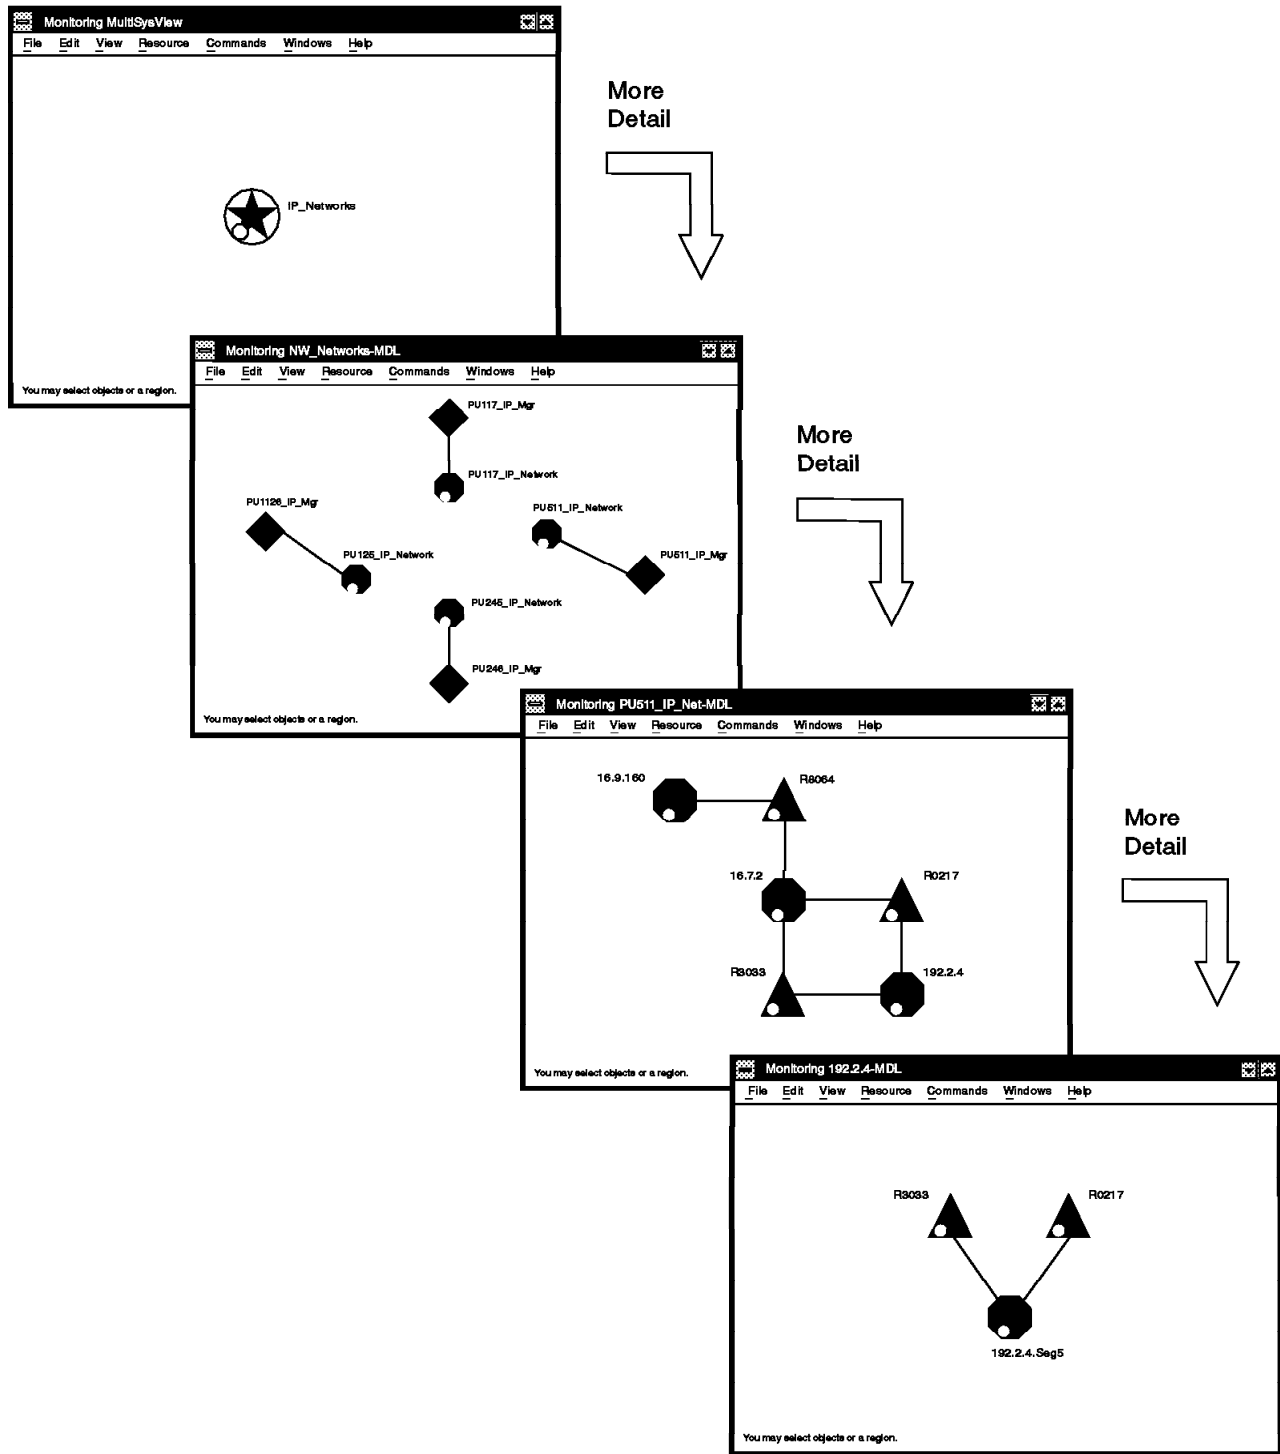 Monitoring MultiSysView
File Edit View Resource Commands Windows Help
More
Detail
IP_Networks
You may select objects or a region.
Monitoring NW_Networks-MDL
File Edit View Resource Commands Windows Help
PU117_IP_Mgr
PU117_IP_Network
PU1126_IP_Mgr
PU511_IP_Network
PU125_IP_Network
PU511_IP_Mgr
PU245_IP_Network
PU246_IP_Mgr
You may select objects or a region.
More
Detail
Monitoring PU511_IP_Net-MDL
File Edit View Resource Commands Windows Help
16.9.160
R8064
16.7.2
R0217
R3033
192.2.4
You may select objects or a region.
More
Detail
Monitoring 192.2.4-MDL
File Edit View Resource Commands Windows Help
R3033
R0217
192.2.4.Seg5
You may select objects or a region.